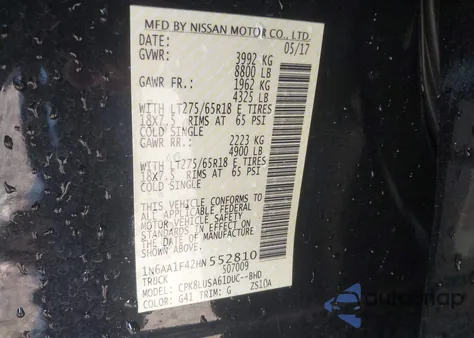 MFD BY NISSAN MOTOR CO., LTD.
DATE: 05/17
GVWR: 3992 KG
8800 LB
GAWR FR.: 1962 KG
4325 LB
WITH LT275/65R18 E TIRES
18X7.5 RIMS AT 65 PSI
COLD SINGLE
GAWR RR.: 2223 KG
4900 LB
WITH LT275/65R18 E TIRES
18X7.5 RIMS AT 65 PSI
COLD SINGLE
THIS VEHICLE CONFORMS TO
ALL APPLICABLE FEDERAL
MOTOR VEHICLE SAFETY
STANDARDS IN EFFECT ON
THE DATE OF MANUFACTURE
SHOWN ABOVE.
1N6AA1F42HN552810
TRUCK 507009
MODEL: CPK8LUSA61DUC--BHD
COLOR: G41 TRIM: G ZS10A
autosnap